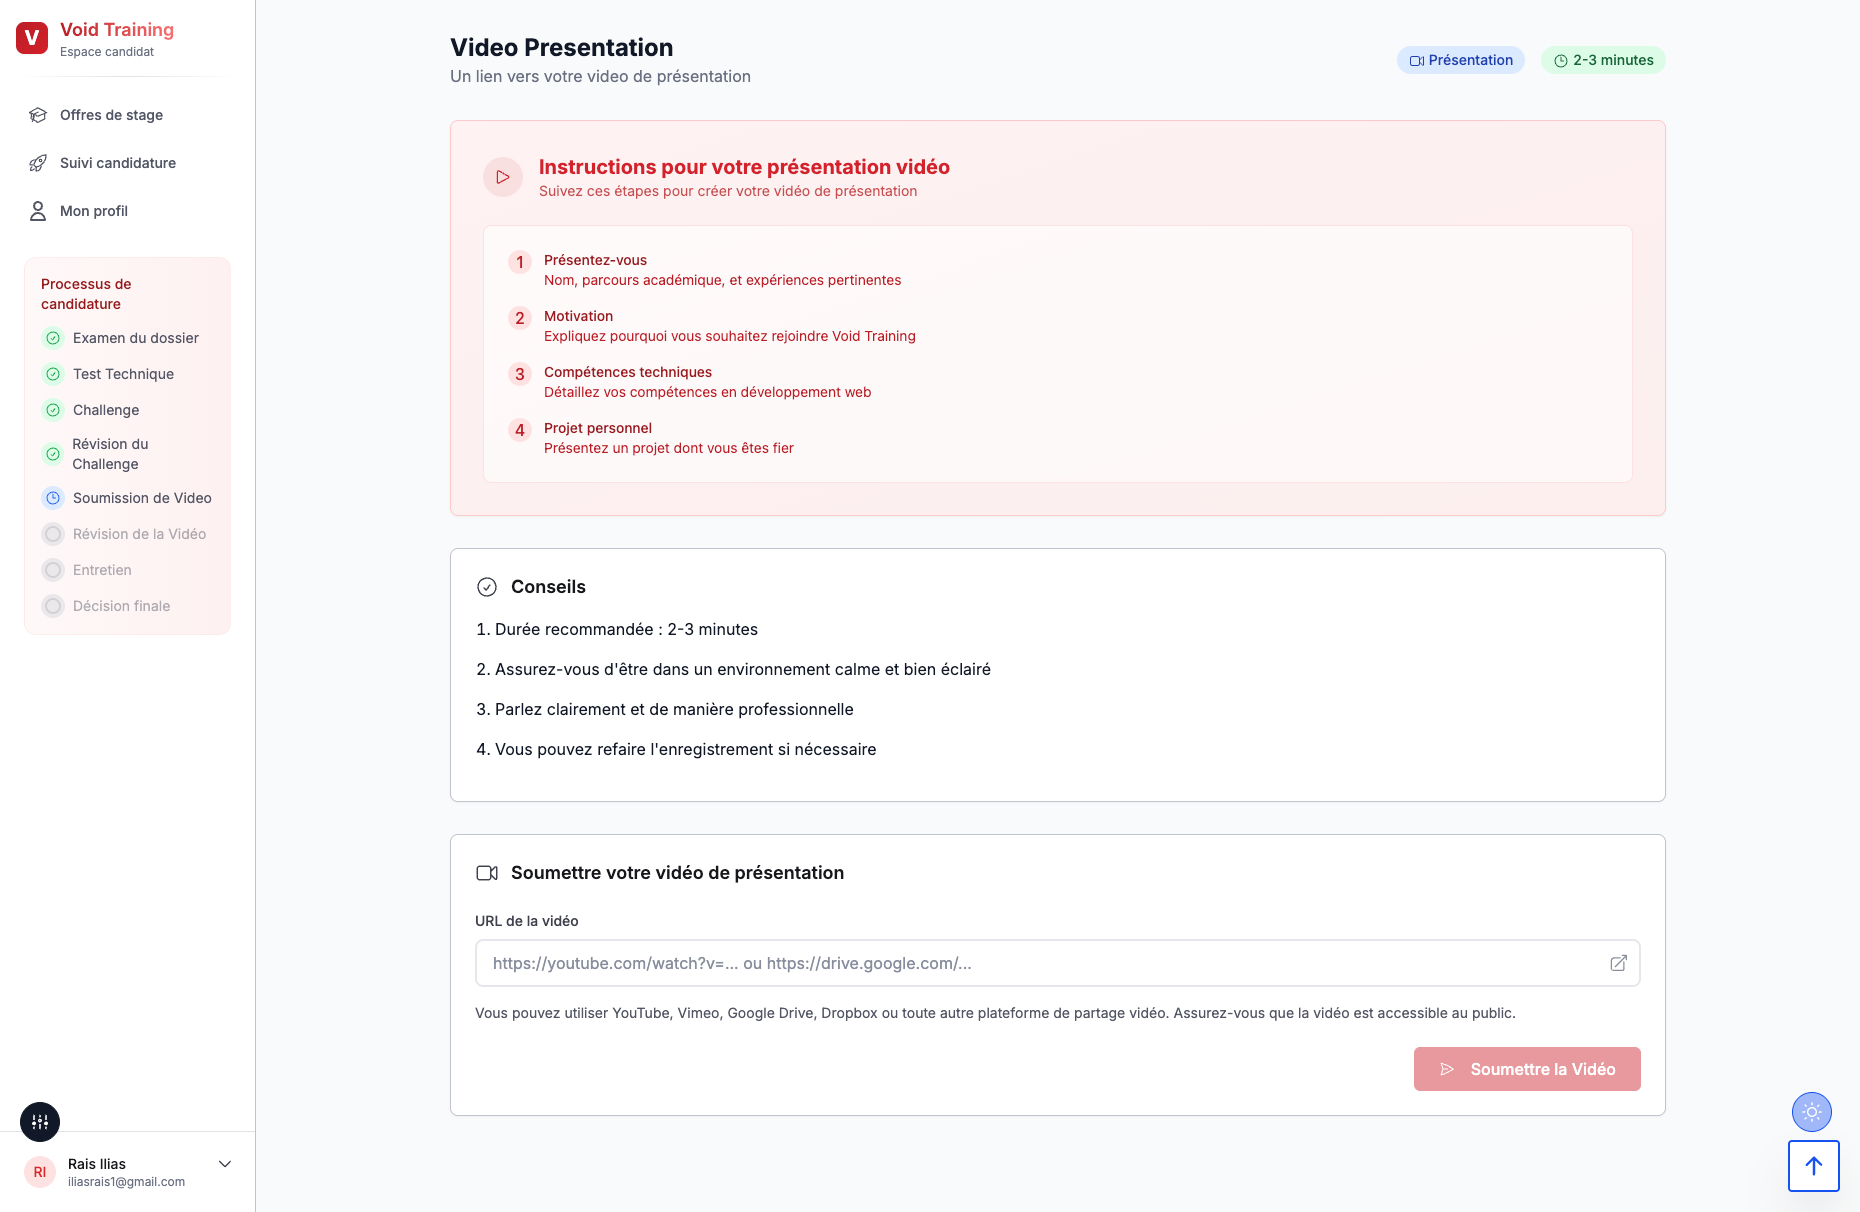 V
Void Training
Espace candidat
Offres de stage
Suivi candidature
Mon profil
Processus de
candidature
Examen du dossier
Test Technique
Challenge
Révision du
Challenge
Soumission de Video
Révision de la Vidéo
Entretien
Décision finale
RI
Rais Ilias
iliasrais1@gmail.com
Video Presentation
Un lien vers votre video de présentation
Présentation
2-3 minutes
Instructions pour votre présentation vidéo
Suivez ces étapes pour créer votre vidéo de présentation
1 Présentez-vous
Nom, parcours académique, et expériences pertinentes
2 Motivation
Expliquez pourquoi vous souhaitez rejoindre Void Training
3 Compétences techniques
Détaillez vos compétences en développement web
4 Projet personnel
Présentez un projet dont vous êtes fier
Conseils
1. Durée recommandée : 2-3 minutes
2. Assurez-vous d'être dans un environnement calme et bien éclairé
3. Parlez clairement et de manière professionnelle
4. Vous pouvez refaire l'enregistrement si nécessaire
Soumettre votre vidéo de présentation
URL de la vidéo
https://youtube.com/watch?v=... ou https://drive.google.com/...
Vous pouvez utiliser YouTube, Vimeo, Google Drive, Dropbox ou toute autre plateforme de partage vidéo. Assurez-vous que la vidéo est accessible au public.
Soumettre la Vidéo